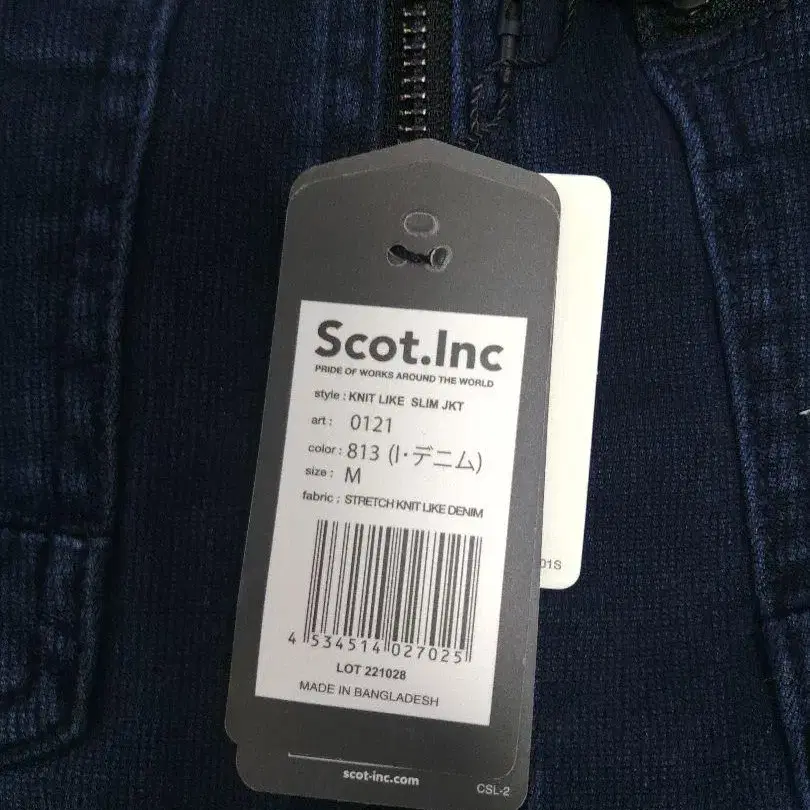 Scot.Inc
PRIDE OF WORKS AROUND THE WORLD
style : KNIT LIKE SLIM JKT
art : 0121
color : 813 (I・デニム)
size : M
fabric ; STRETCH KNIT LIKE DENIM
4 534514 027025
LOT 221028
MADE IN BANGLADESH
scot-inc.com
CSL-2
01S